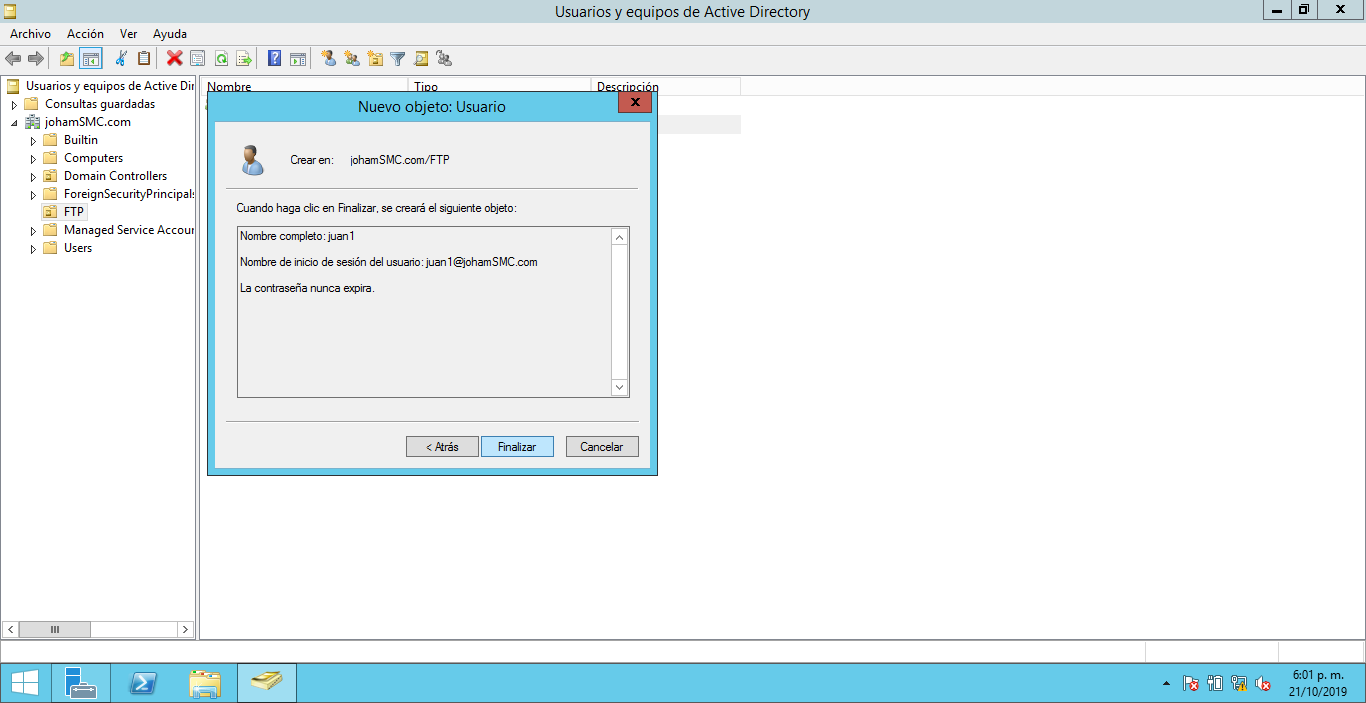 Usuarios y equipos de Active Directory
Archivo Acción Ver Ayuda
Usuarios y equipos de Active Dir
Consultas guardadas
johamSMC.com
Builtin
Computers
Domain Controllers
ForeignSecurityPrincipals
FTP
Managed Service Accour
Users
Nombre Tipo Descripción
Nuevo objeto: Usuario
Crear en: johamSMC.com/FTP
Cuando haga clic en Finalizar, se creará el siguiente objeto:
Nombre completo: juan1
Nombre de inicio de sesión del usuario: juan1@johamSMC.com
La contraseña nunca expira.
< Atrás Finalizar Cancelar
6:01 p. m.
21/10/2019